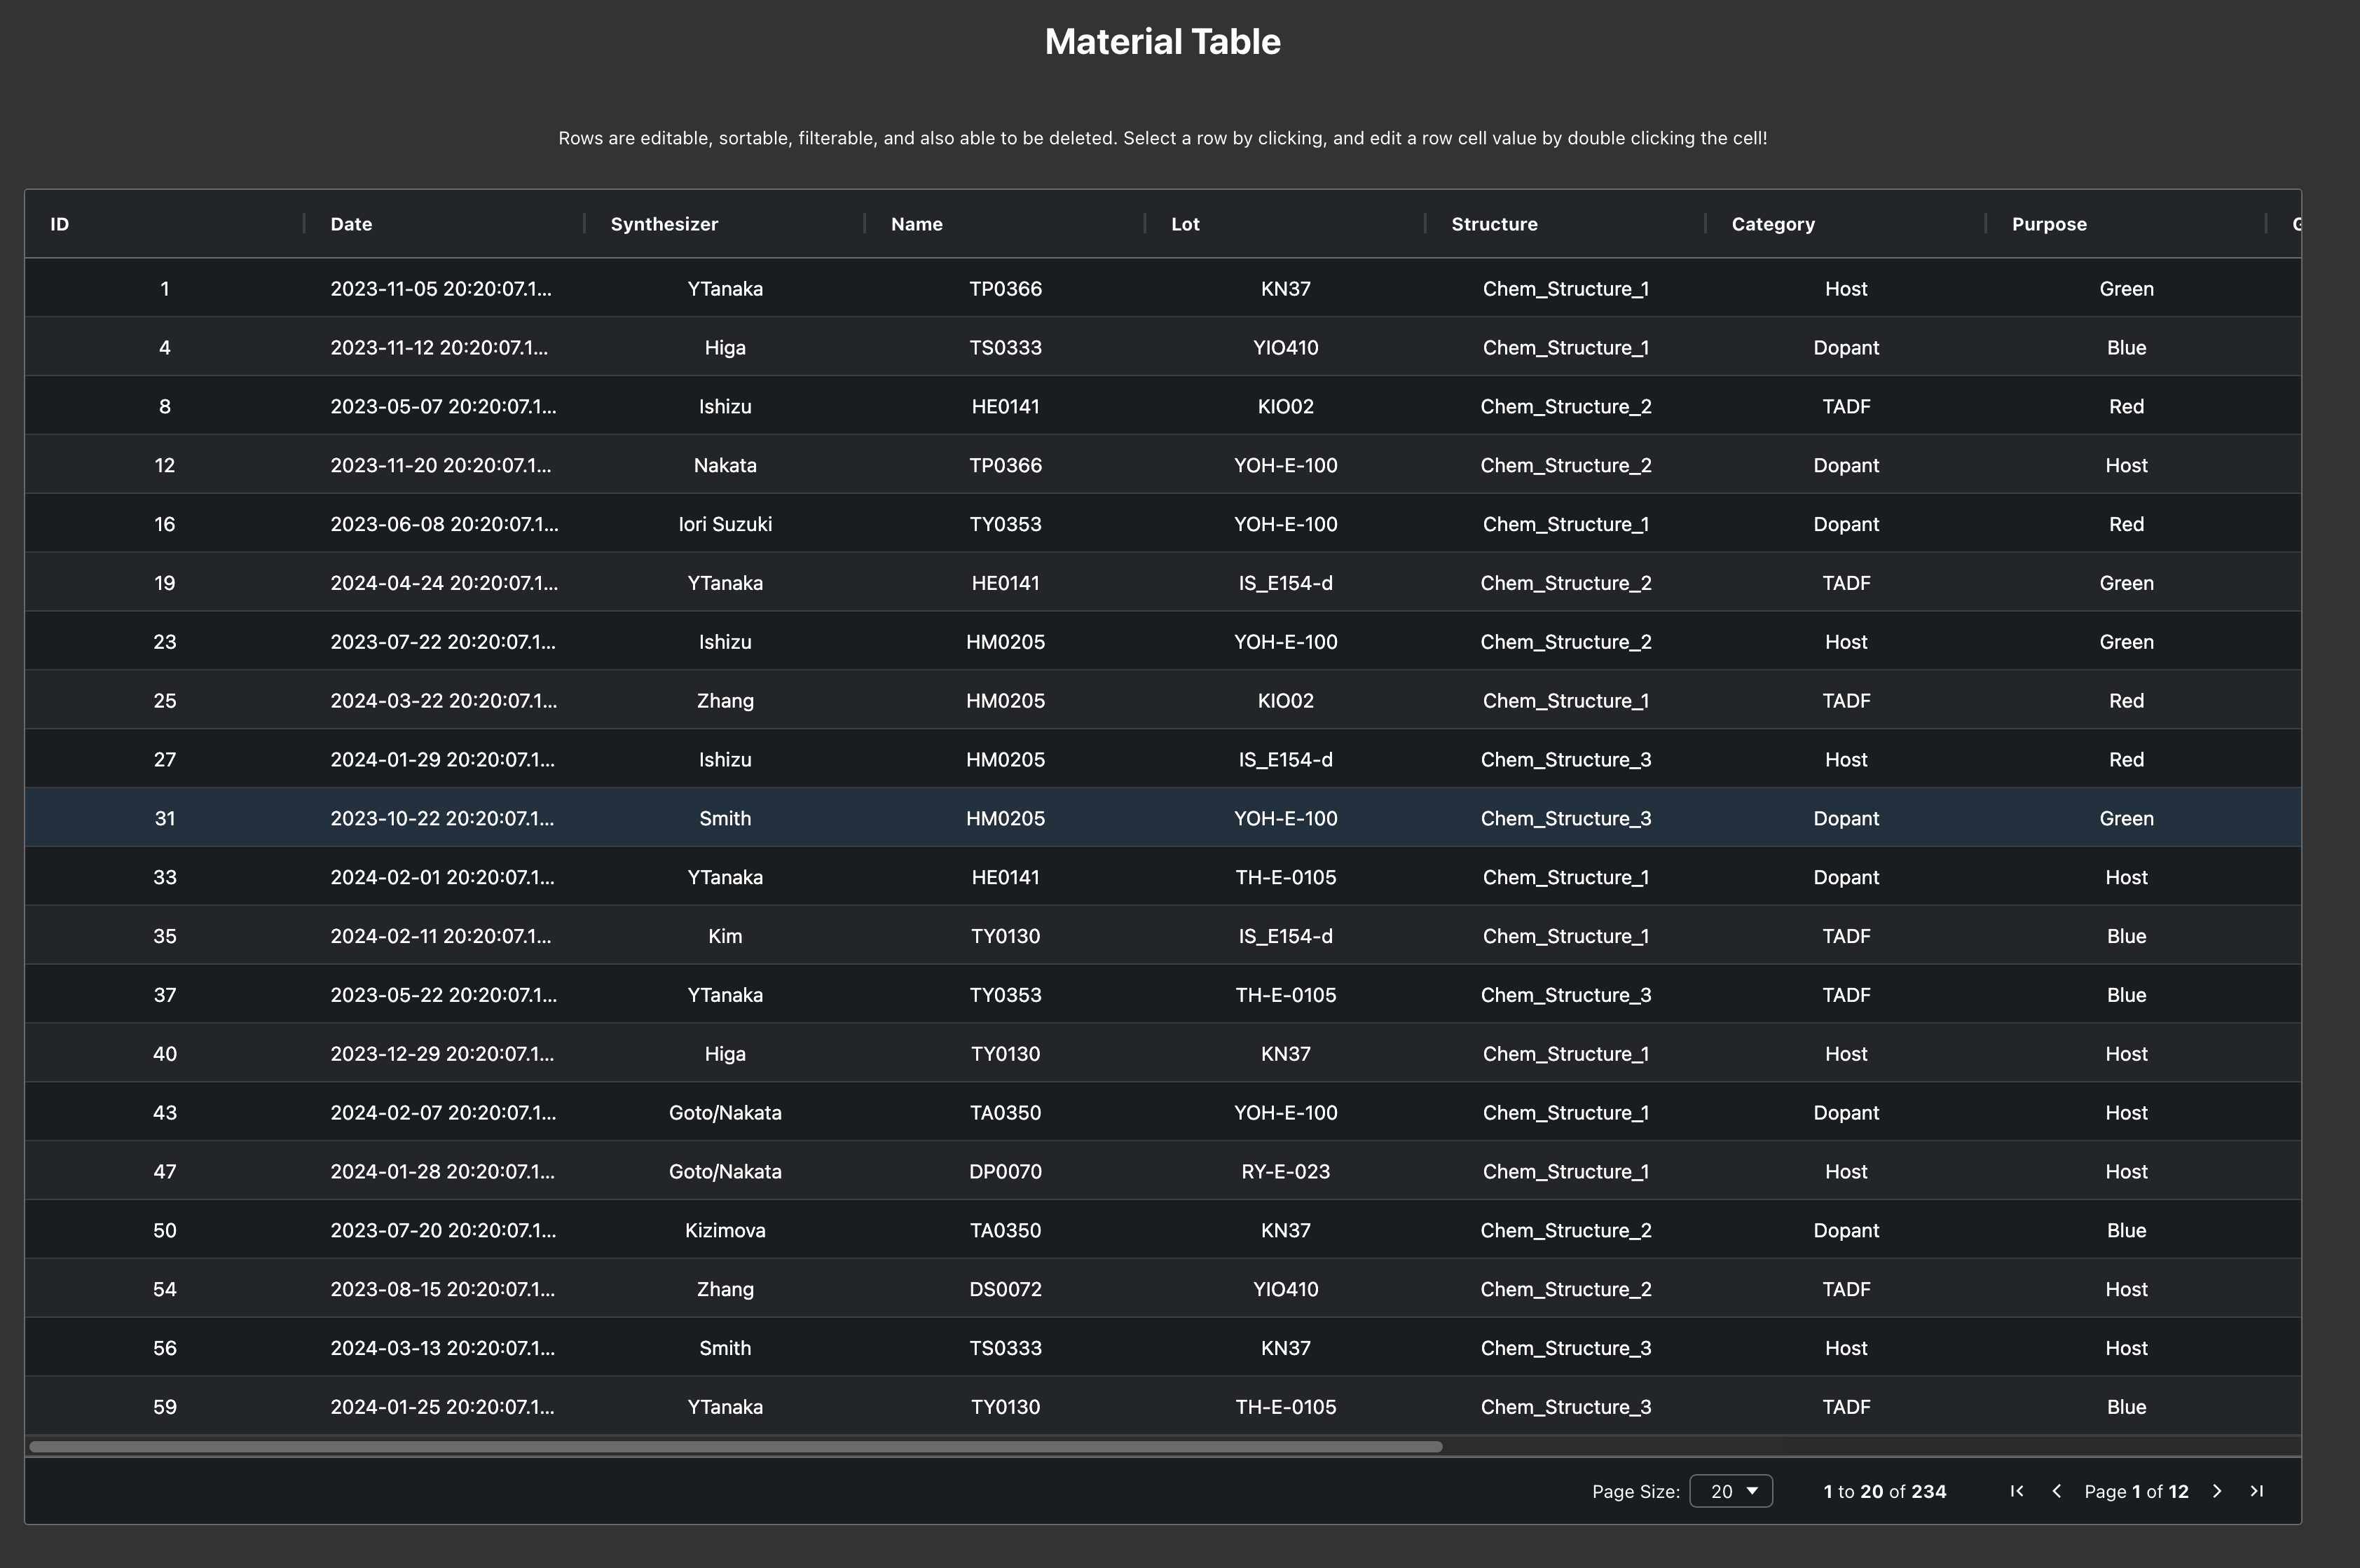 Material Table
Rows are editable, sortable, filterable, and also able to be deleted. Select a row by clicking, and edit a row cell value by double clicking the cell!
ID Date Synthesizer Name Lot Structure Category Purpose
1 2023-11-05 20:20:07.1... YTanaka TP0366 KN37 Chem_Structure_1 Host Green
4 2023-11-12 20:20:07.1... Higa TS0333 YIO410 Chem_Structure_1 Dopant Blue
8 2023-05-07 20:20:07.1... Ishizu HE0141 KIO02 Chem_Structure_2 TADF Red
12 2023-11-20 20:20:07.1... Nakata TP0366 YOH-E-100 Chem_Structure_2 Dopant Host
16 2023-06-08 20:20:07.1... Iori Suzuki TY0353 YOH-E-100 Chem_Structure_1 Dopant Red
19 2024-04-24 20:20:07.1... YTanaka HE0141 IS_E154-d Chem_Structure_2 TADF Green
23 2023-07-22 20:20:07.1... Ishizu HM0205 YOH-E-100 Chem_Structure_2 Host Green
25 2024-03-22 20:20:07.1... Zhang HM0205 KIO02 Chem_Structure_1 TADF Red
27 2024-01-29 20:20:07.1... Ishizu HM0205 IS_E154-d Chem_Structure_3 Host Red
31 2023-10-22 20:20:07.1... Smith HM0205 YOH-E-100 Chem_Structure_3 Dopant Green
33 2024-02-01 20:20:07.1... YTanaka HE0141 TH-E-0105 Chem_Structure_1 Dopant Host
35 2024-02-11 20:20:07.1... Kim TY0130 IS_E154-d Chem_Structure_1 TADF Blue
37 2023-05-22 20:20:07.1... YTanaka TY0353 TH-E-0105 Chem_Structure_3 TADF Blue
40 2023-12-29 20:20:07.1... Higa TY0130 KN37 Chem_Structure_1 Host Host
43 2024-02-07 20:20:07.1... Goto/Nakata TA0350 YOH-E-100 Chem_Structure_1 Dopant Host
47 2024-01-28 20:20:07.1... Goto/Nakata DP0070 RY-E-023 Chem_Structure_1 Host Host
50 2023-07-20 20:20:07.1... Kizimova TA0350 KN37 Chem_Structure_2 Dopant Blue
54 2023-08-15 20:20:07.1... Zhang DS0072 YIO410 Chem_Structure_2 TADF Host
56 2024-03-13 20:20:07.1... Smith TS0333 KN37 Chem_Structure_3 Host Host
59 2024-01-25 20:20:07.1... YTanaka TY0130 TH-E-0105 Chem_Structure_3 TADF Blue
Page Size: 20 1 to 20 of 234 Page 1 of 12